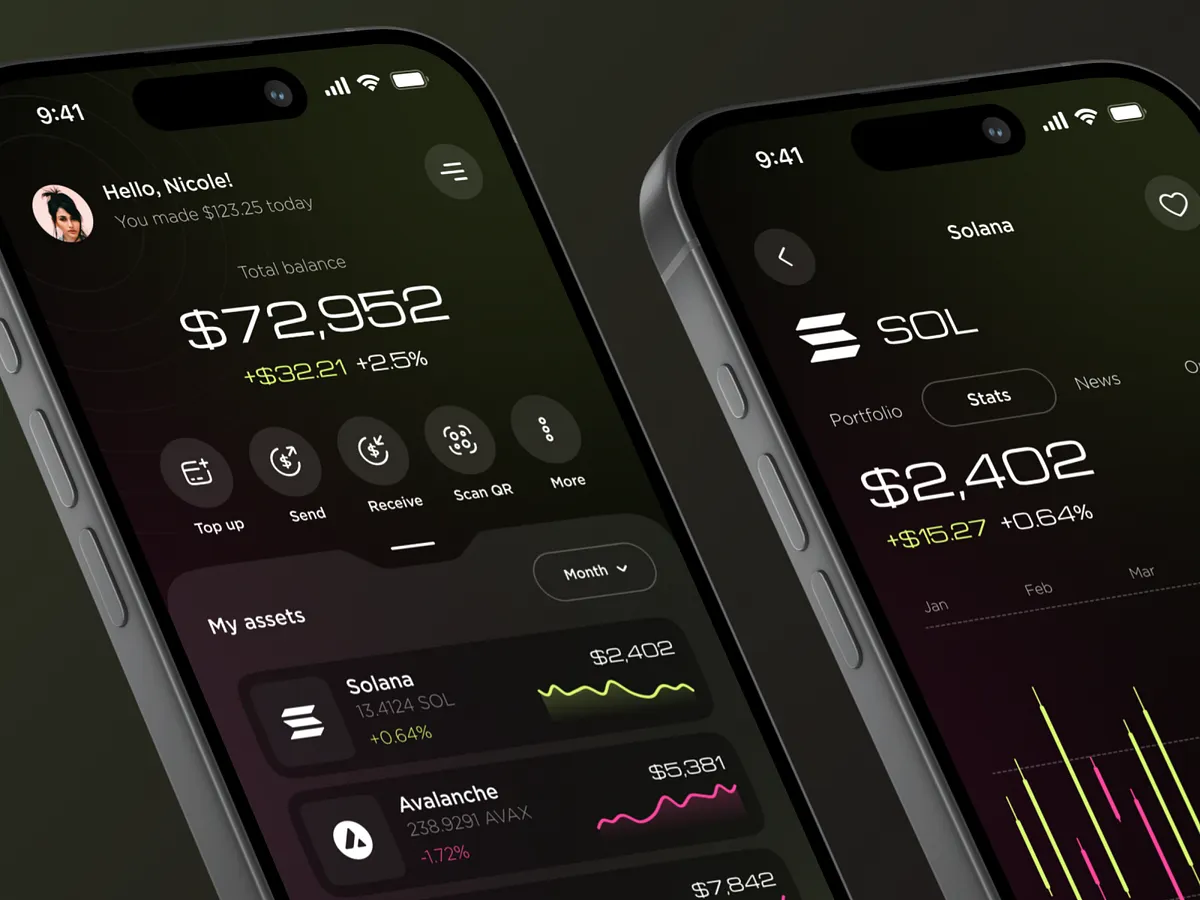 9:41
Hello, Nicole!
You made $123.25 today
Total balance
$72,952
+$32.21 +2.5%
Top up
Send
Receive
Scan QR
More
My assets
Month
Solana
13.4124 SOL
+0.64%
$2,402
Avalanche
238.9291 AVAX
-1.72%
$5,381
$7,842
9:41
Solana
SOL
Portfolio
Stats
News
$2,402
+$15.27 +0.64%
Jan
Feb
Mar